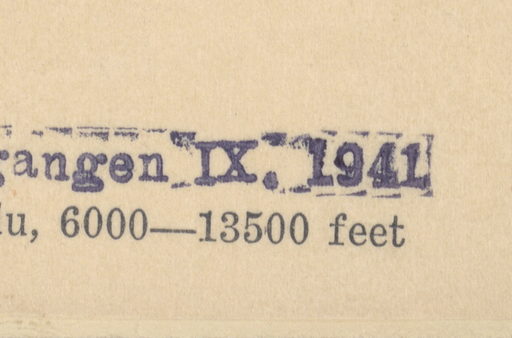 gangen IX. 1941
lu, 6000—13500 feet